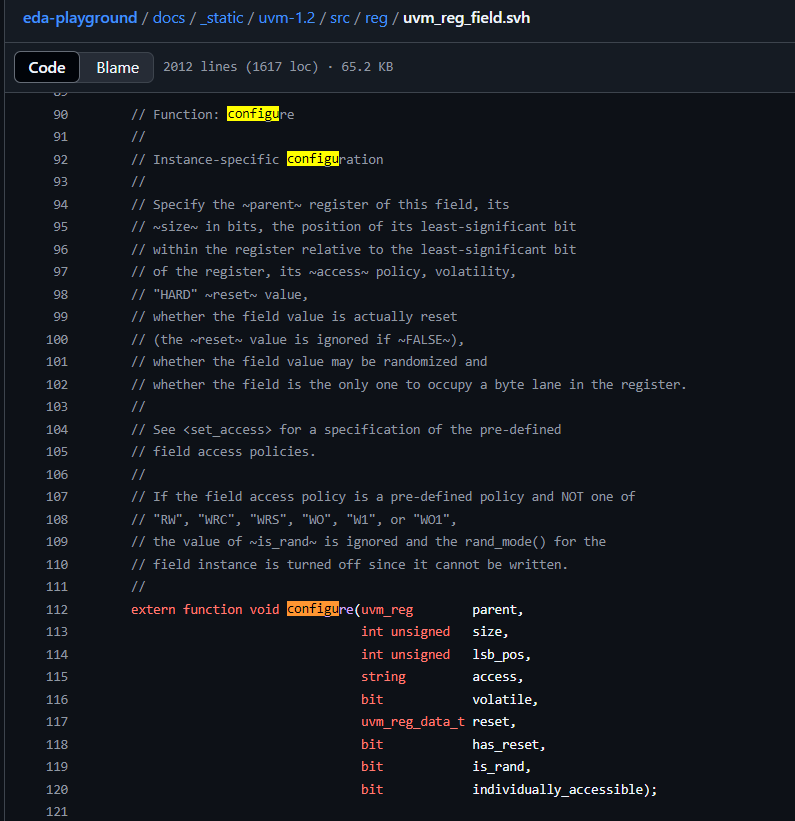 eda-playground / docs / _static / uvm-1.2 / src / reg / uvm_reg_field.svh
Code Blame 2012 lines (1617 loc) · 65.2 KB
89
90 // Function: configure
91 //
92 // Instance-specific configuration
93 //
94 // Specify the ~parent~ register of this field, its
95 // ~size~ in bits, the position of its least-significant bit
96 // within the register relative to the least-significant bit
97 // of the register, its ~access~ policy, volatility,
98 // "HARD" ~reset~ value,
99 // whether the field value is actually reset
100 // (the ~reset~ value is ignored if ~FALSE~),
101 // whether the field value may be randomized and
102 // whether the field is the only one to occupy a byte lane in the register.
103 //
104 // See <set_access> for a specification of the pre-defined
105 // field access policies.
106 //
107 // If the field access policy is a pre-defined policy and NOT one of
108 // "RW", "WRC", "WRS", "WO", "W1", or "WO1",
109 // the value of ~is_rand~ is ignored and the rand_mode() for the
110 // field instance is turned off since it cannot be written.
111 //
112 extern function void configure(uvm_reg parent,
113 int unsigned size,
114 int unsigned lsb_pos,
115 string access,
116 bit volatile,
117 uvm_reg_data_t reset,
118 bit has_reset,
119 bit is_rand,
120 bit individually_accessible);
121